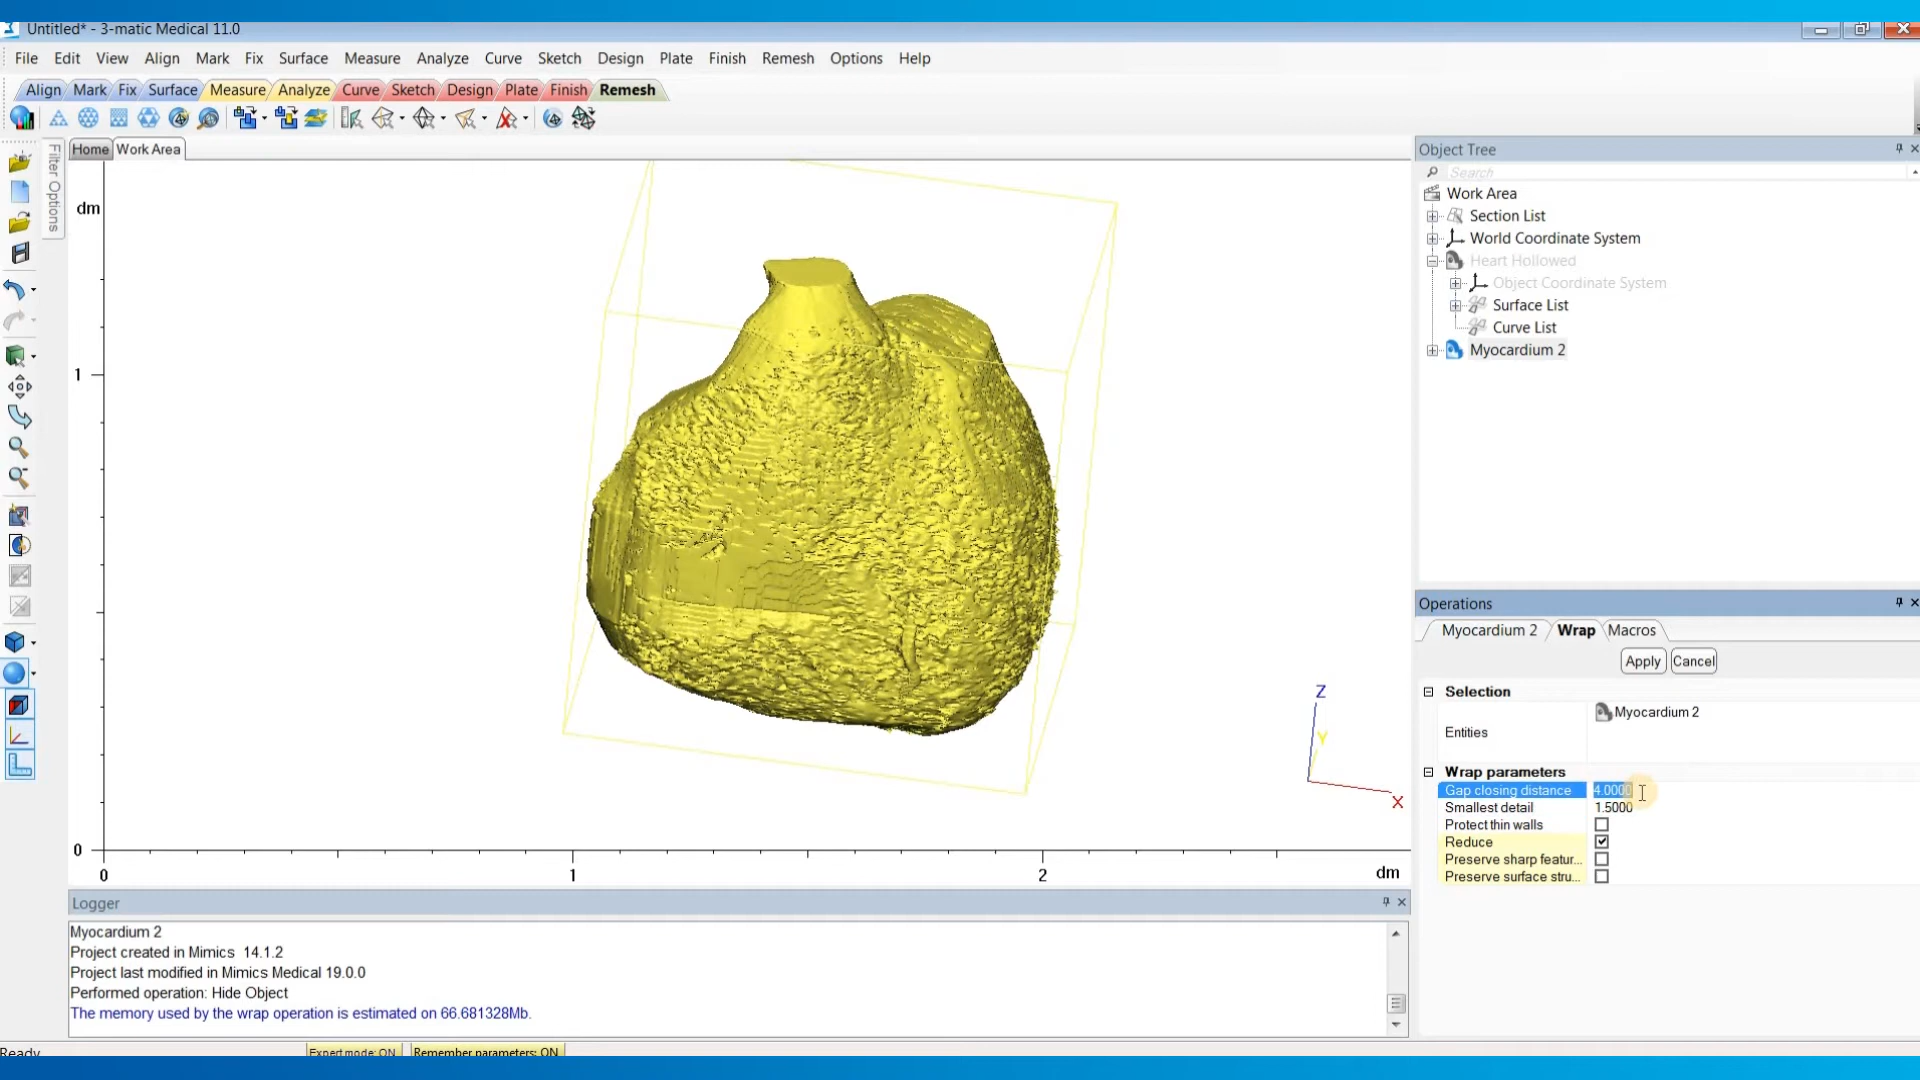 Untitled* - 3-matic Medical 11.0
File Edit View Align Mark Fix Surface Measure Analyze Curve Sketch Design Plate Finish Remesh Options Help
Align Mark Fix Surface Measure Analyze Curve Sketch Design Plate Finish Remesh
Filter Options
Home Work Area
dm
1
0
0 1 2 dm
Z
Y
X
Object Tree
Search
Work Area
Section List
World Coordinate System
Heart Hollowed
Object Coordinate System
Surface List
Curve List
Myocardium 2
Operations
Myocardium 2 Wrap Macros
Apply Cancel
Selection
Entities Myocardium 2
Wrap parameters
Gap closing distance 4.0000
Smallest detail 1.5000
Protect thin walls
Reduce
Preserve sharp featur...
Preserve surface stru...
Logger
Myocardium 2
Project created in Mimics 14.1.2
Project last modified in Mimics Medical 19.0.0
Performed operation: Hide Object
The memory used by the wrap operation is estimated on 66.681328Mb.
Ready Expert mode: ON Remember parameters: ON